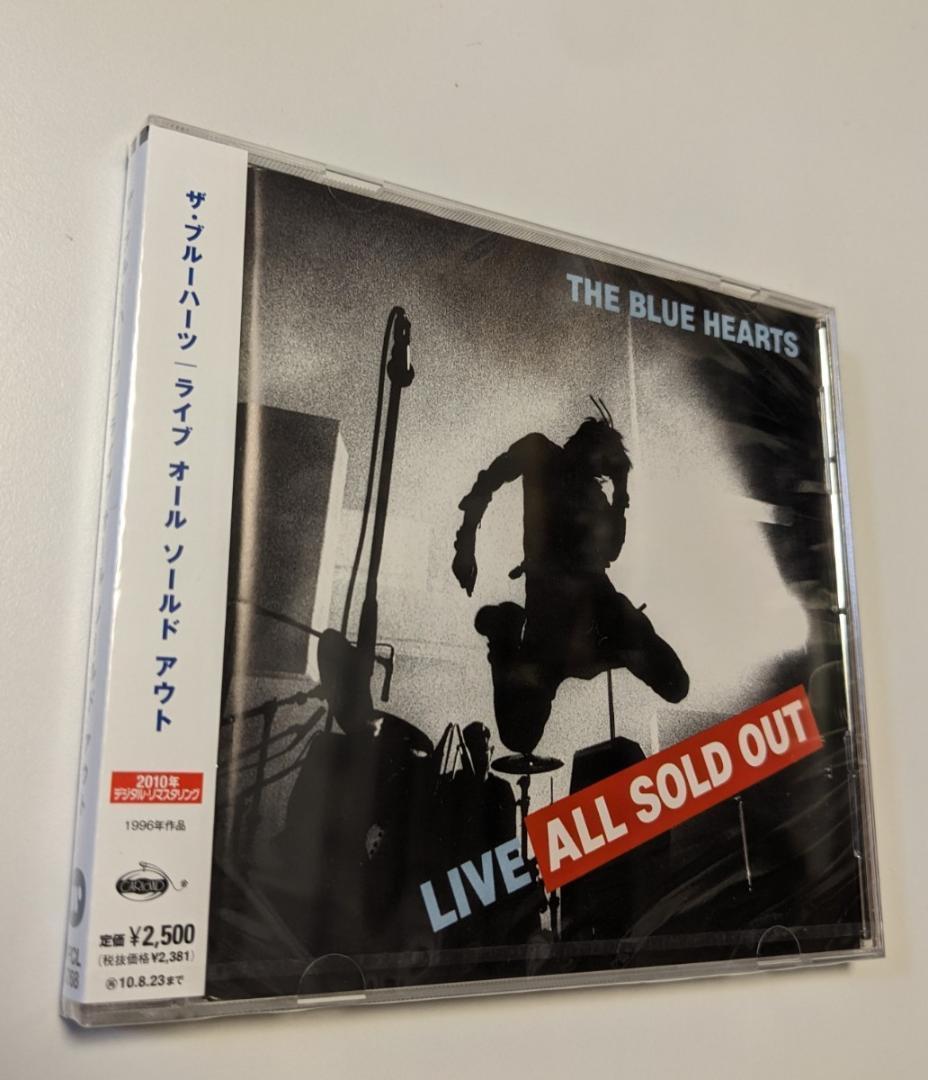 ザ・ブルーハーツ｜ライブ オール ソールド アウト
2010年
デジタル・リマスタリング
1996年作品
定価 ¥2,500
(税抜価格¥2,381)
10.8.23まで
THE BLUE HEARTS
LIVE ALL SOLD OUT